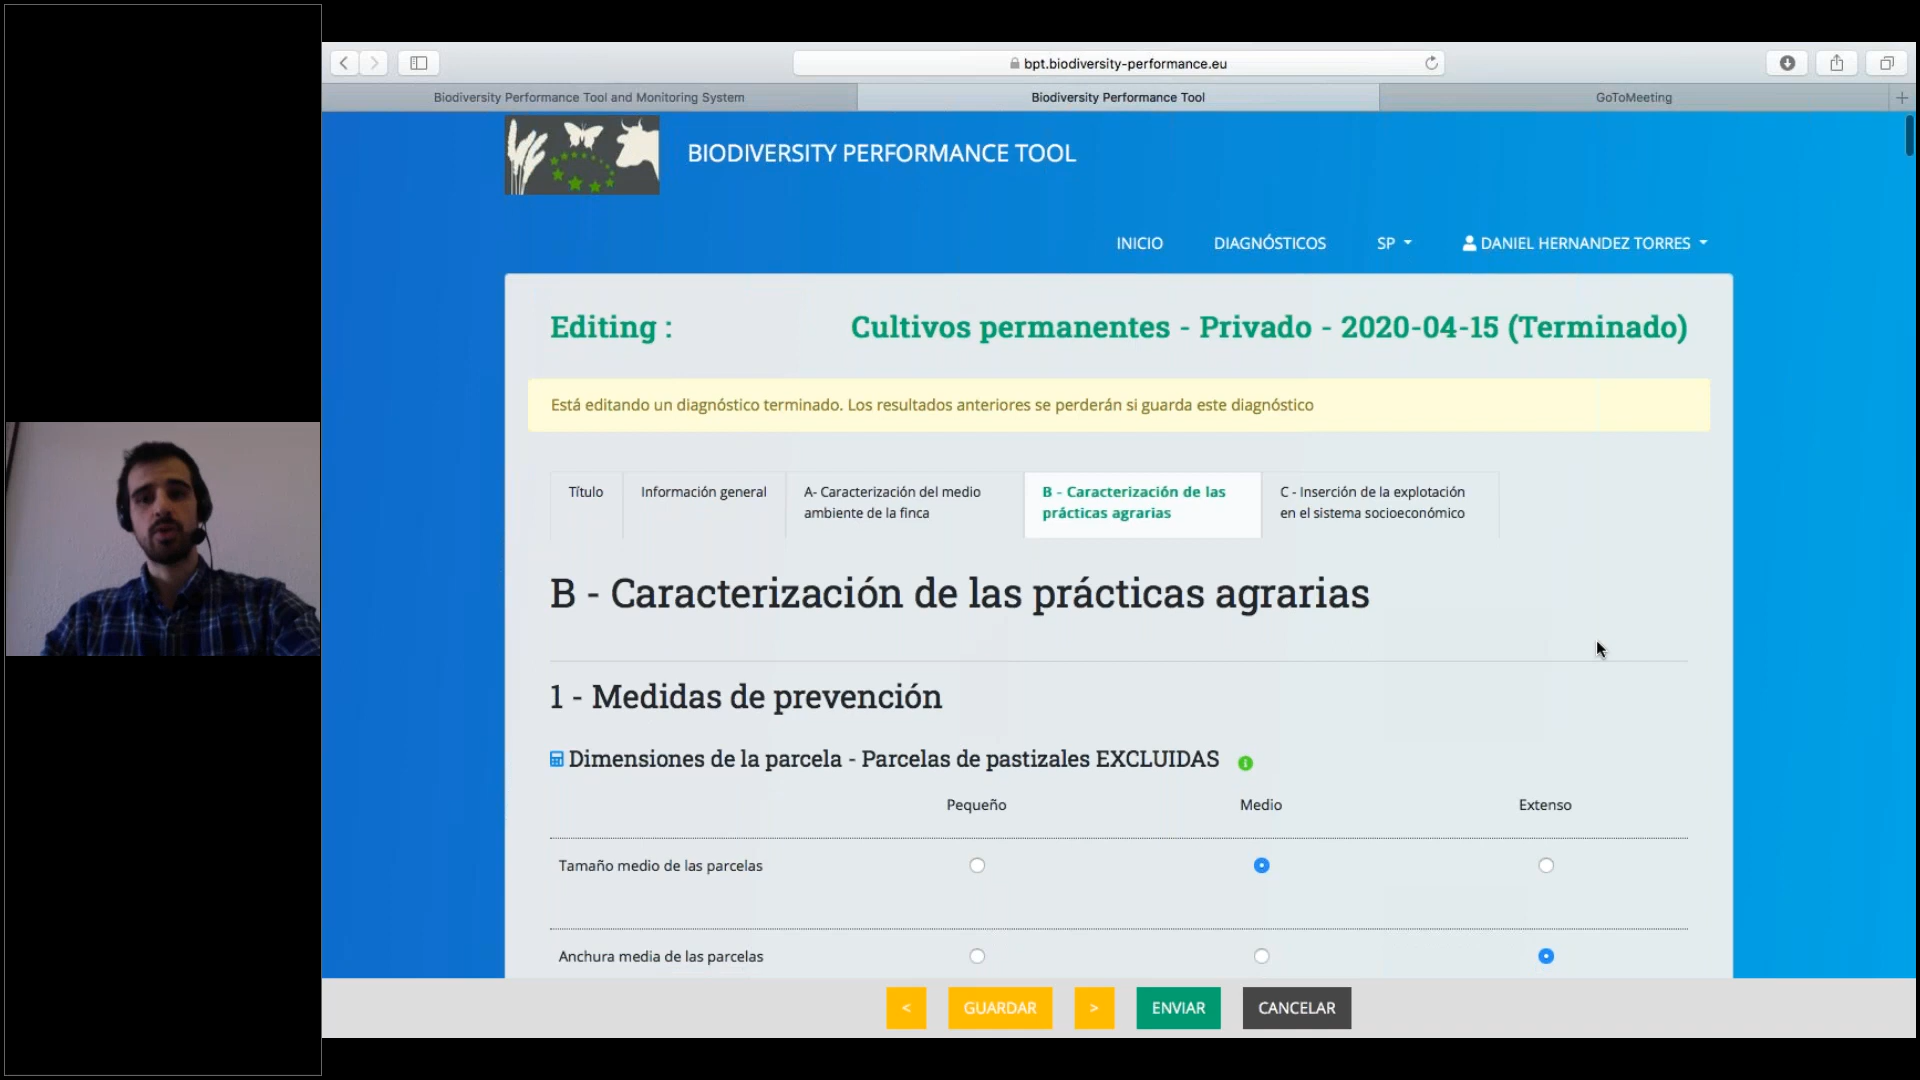 bpt.biodiversity-performance.eu
Biodiversity Performance Tool and Monitoring System
Biodiversity Performance Tool
GoToMeeting
BIODIVERSITY PERFORMANCE TOOL
INICIO
DIAGNÓSTICOS
SP
DANIEL HERNANDEZ TORRES
Editing :
Cultivos permanentes - Privado - 2020-04-15 (Terminado)
Está editando un diagnóstico terminado. Los resultados anteriores se perderán si guarda este diagnóstico
Título
Información general
A- Caracterización del medio
ambiente de la finca
B - Caracterización de las
prácticas agrarias
C - Inserción de la explotación
en el sistema socioeconómico
B - Caracterización de las prácticas agrarias
1 - Medidas de prevención
Dimensiones de la parcela - Parcelas de pastizales EXCLUIDAS
Pequeño
Medio
Extenso
Tamaño medio de las parcelas
Anchura media de las parcelas
<
GUARDAR
>
ENVIAR
CANCELAR